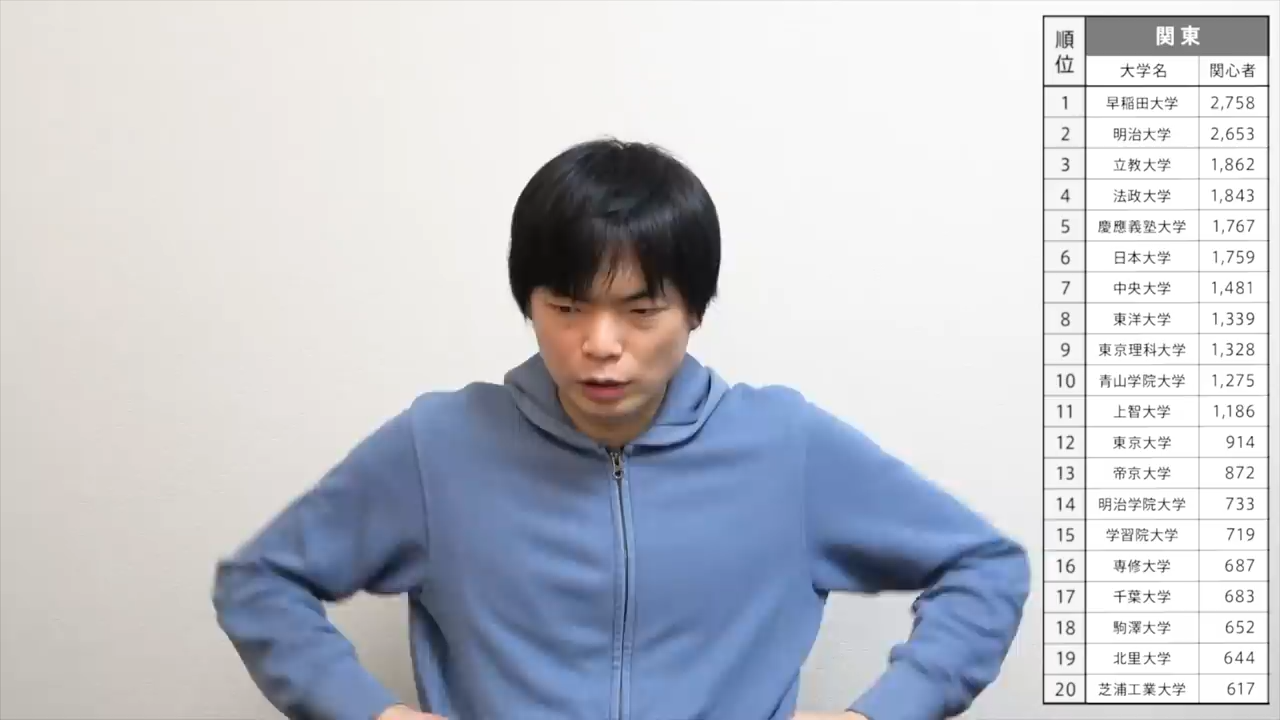 順位 関東
大学名 関心者
1 早稲田大学 2,758
2 明治大学 2,653
3 立教大学 1,862
4 法政大学 1,843
5 慶應義塾大学 1,767
6 日本大学 1,759
7 中央大学 1,481
8 東洋大学 1,339
9 東京理科大学 1,328
10 青山学院大学 1,275
11 上智大学 1,186
12 東京大学 914
13 帝京大学 872
14 明治学院大学 733
15 学習院大学 719
16 専修大学 687
17 千葉大学 683
18 駒澤大学 652
19 北里大学 644
20 芝浦工業大学 617